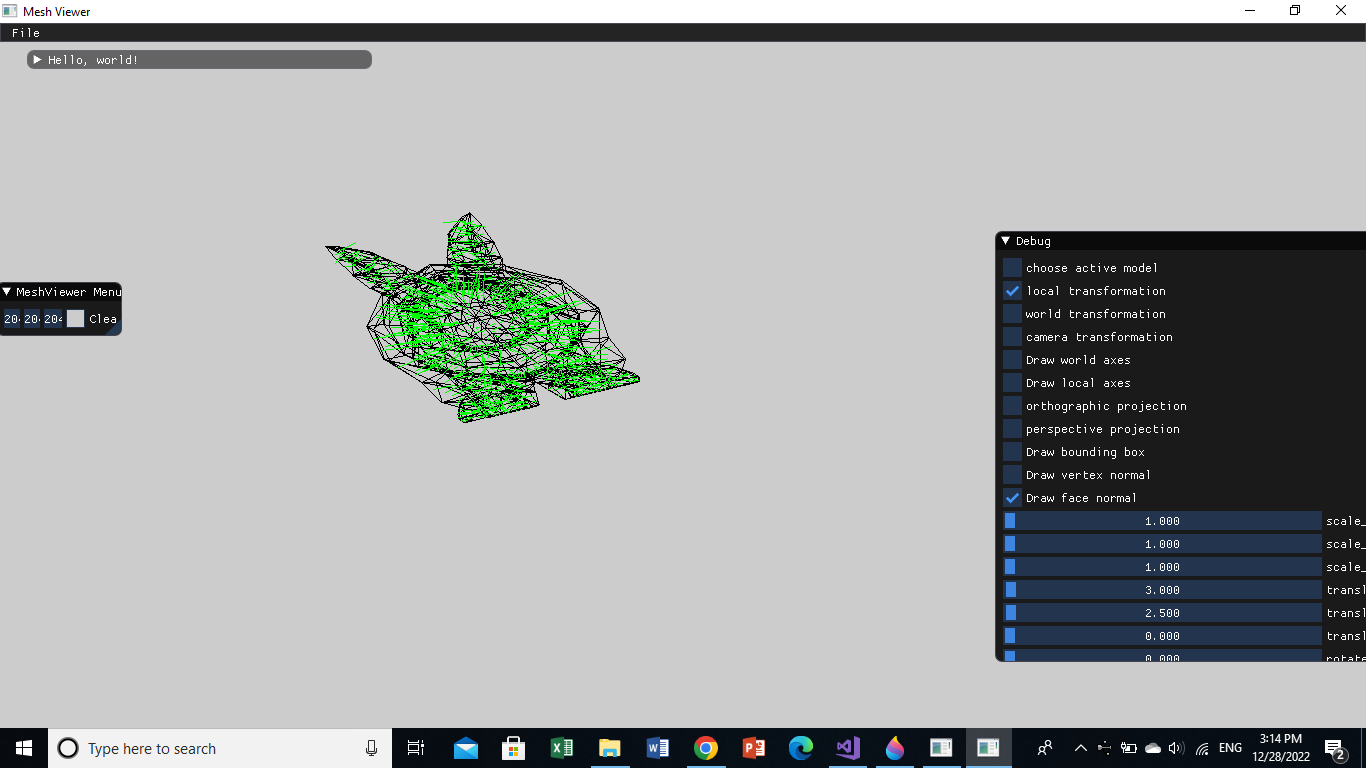 Mesh Viewer
File
Hello, world!
MeshViewer Menu
204 204 204 Clea
Debug
choose active model
local transformation
world transformation
camera transformation
Draw world axes
Draw local axes
orthographic projection
perspective projection
Draw bounding box
Draw vertex normal
Draw face normal
1.000 scale_
1.000 scale_
1.000 scale_
3.000 transl
2.500 transl
0.000 transl
0.000 rotate
Type here to search
ENG
3:14 PM
12/28/2022
2